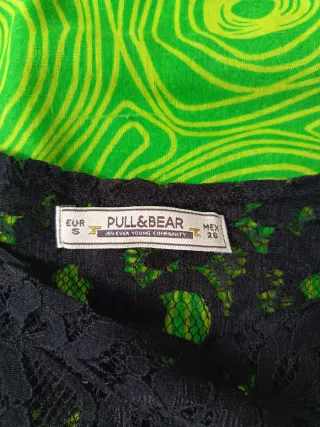 EUR
S
PULL&BEAR
AN EVER YOUNG COMMUNITY
MEX
26